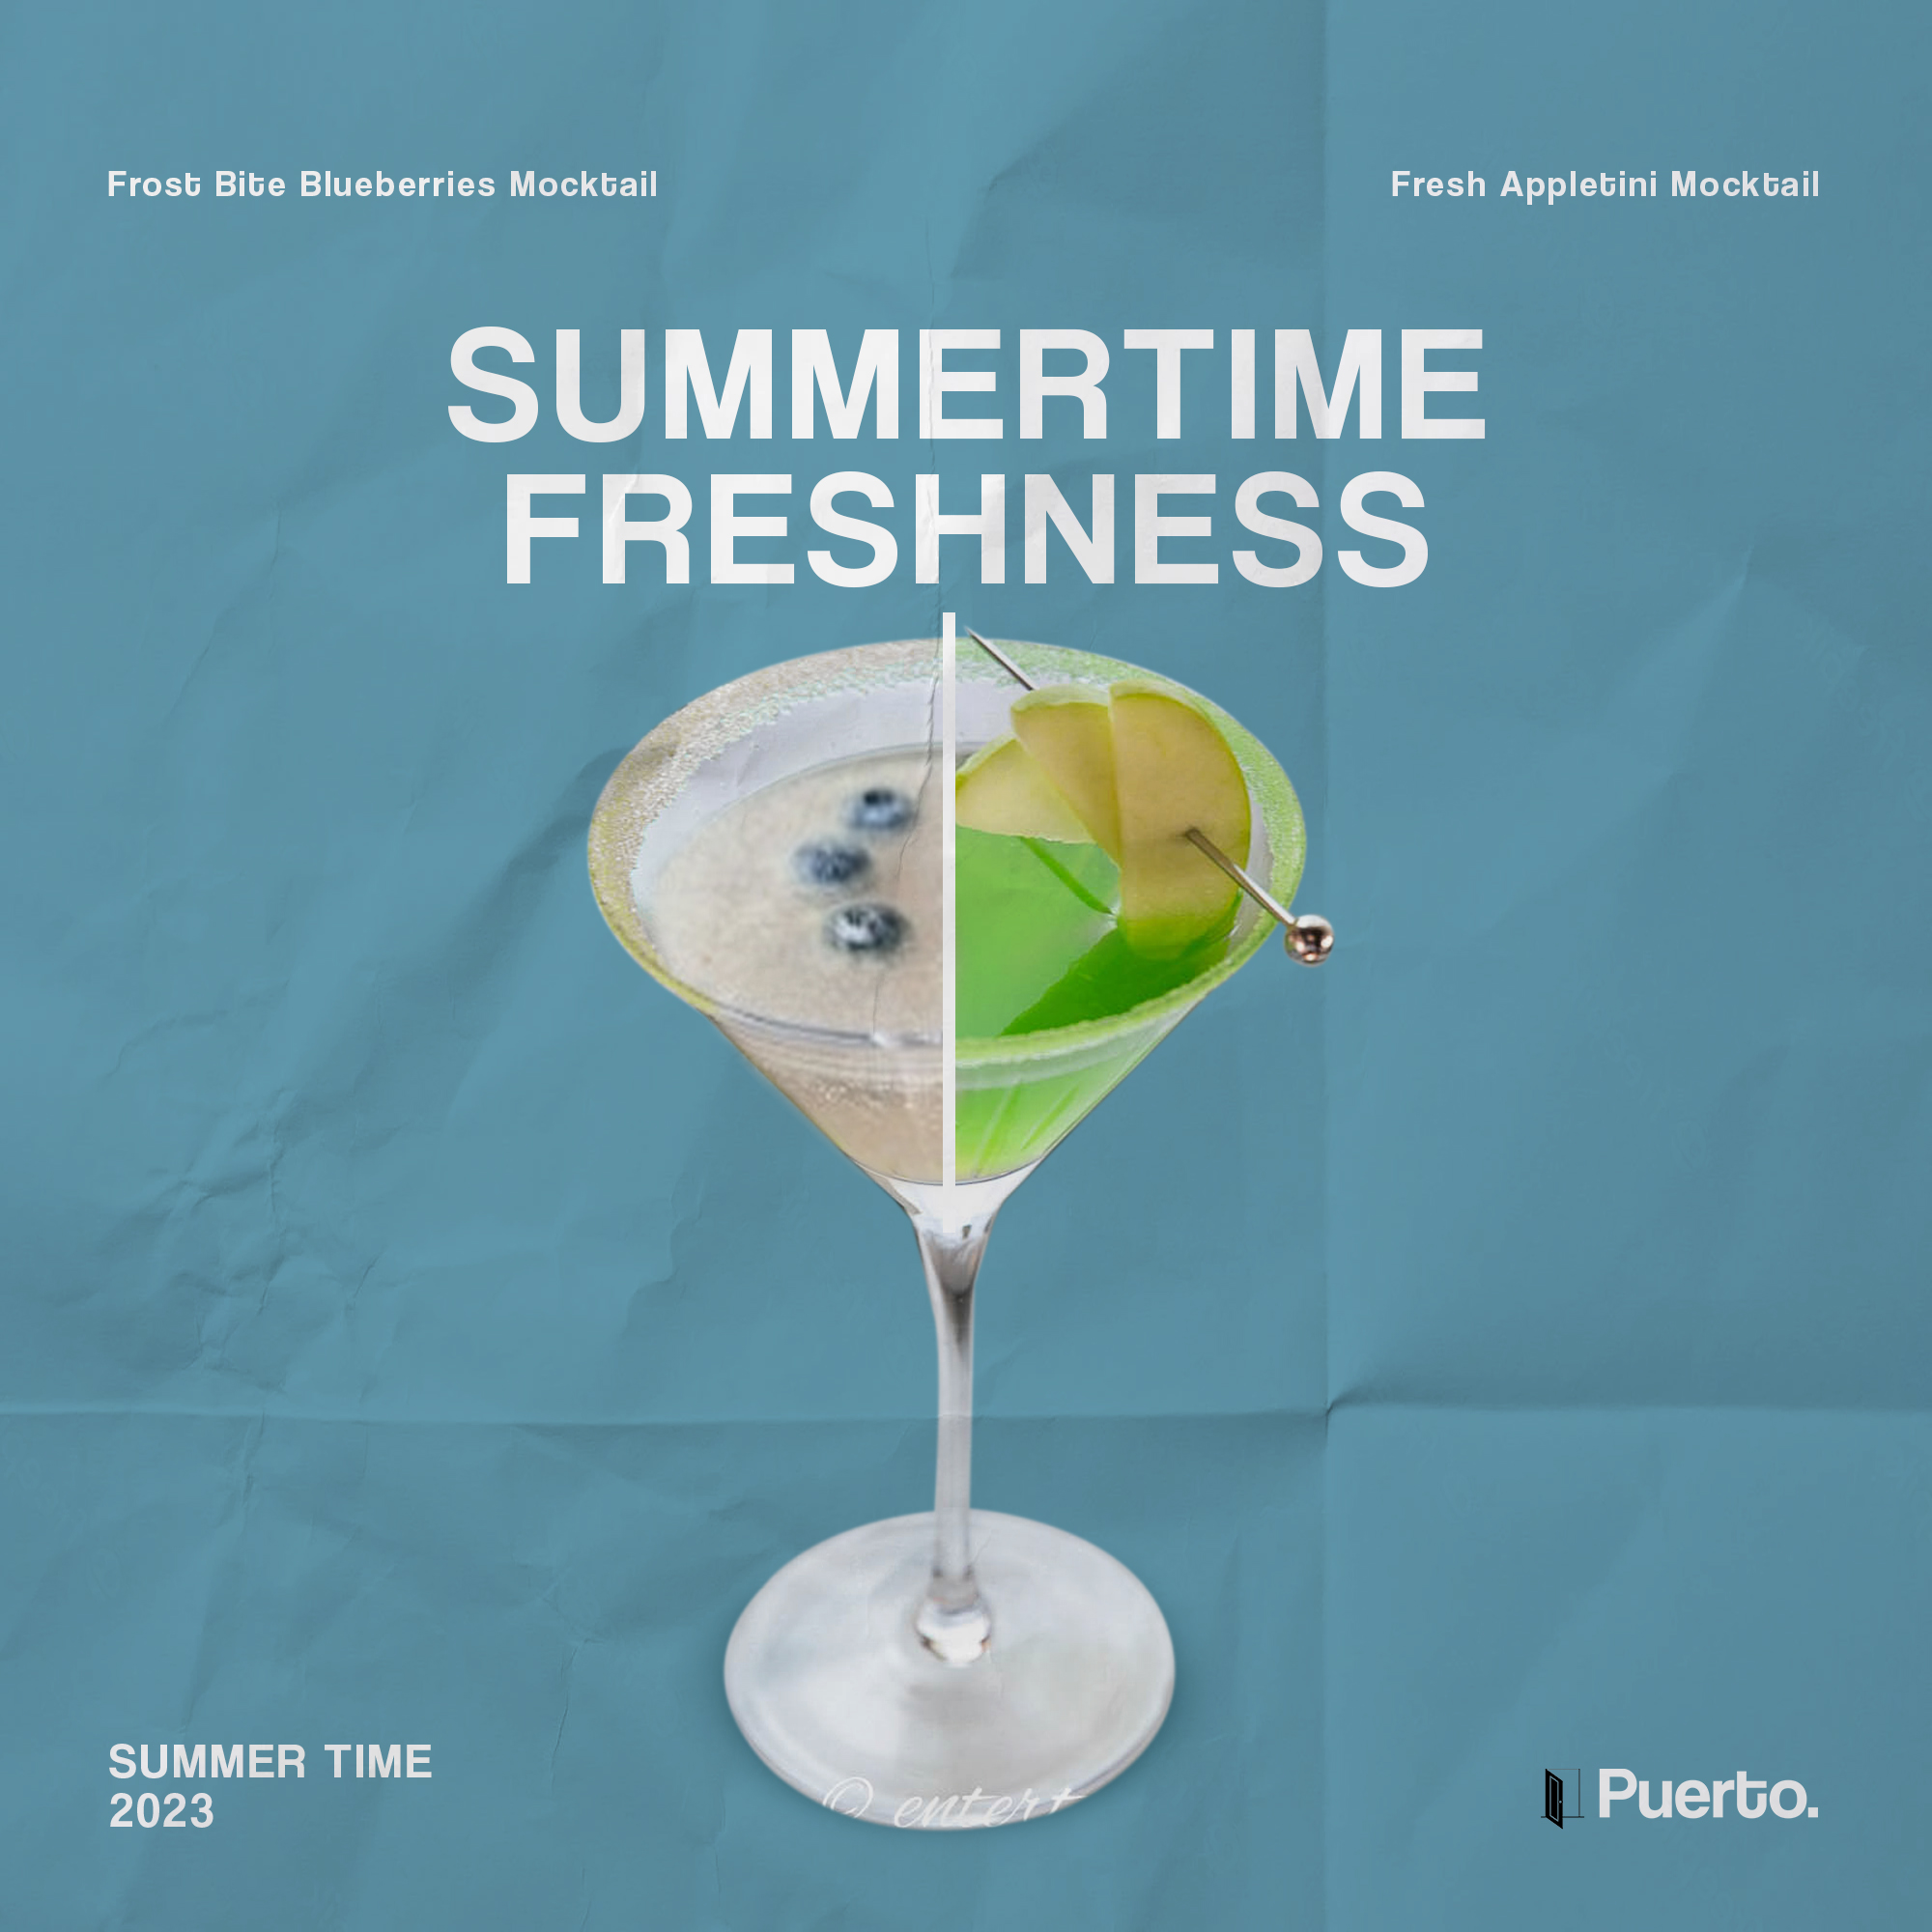 Frost Bite Blueberries Mocktail
Fresh Appletini Mocktail
SUMMERTIME
FRESHNESS
SUMMER TIME
2023
Puerto.